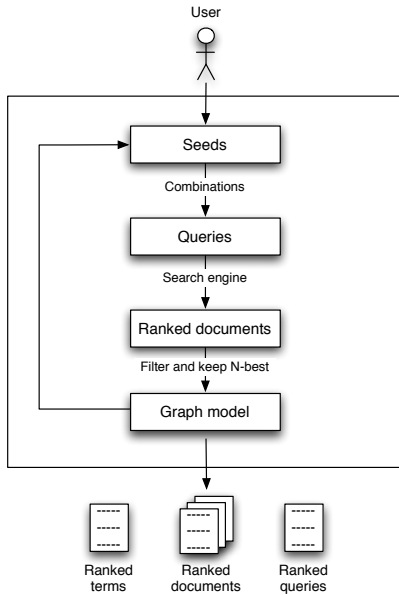 User
Seeds
Combinations
Queries
Search engine
Ranked documents
Filter and keep N-best
Graph model
Ranked terms
Ranked documents
Ranked queries